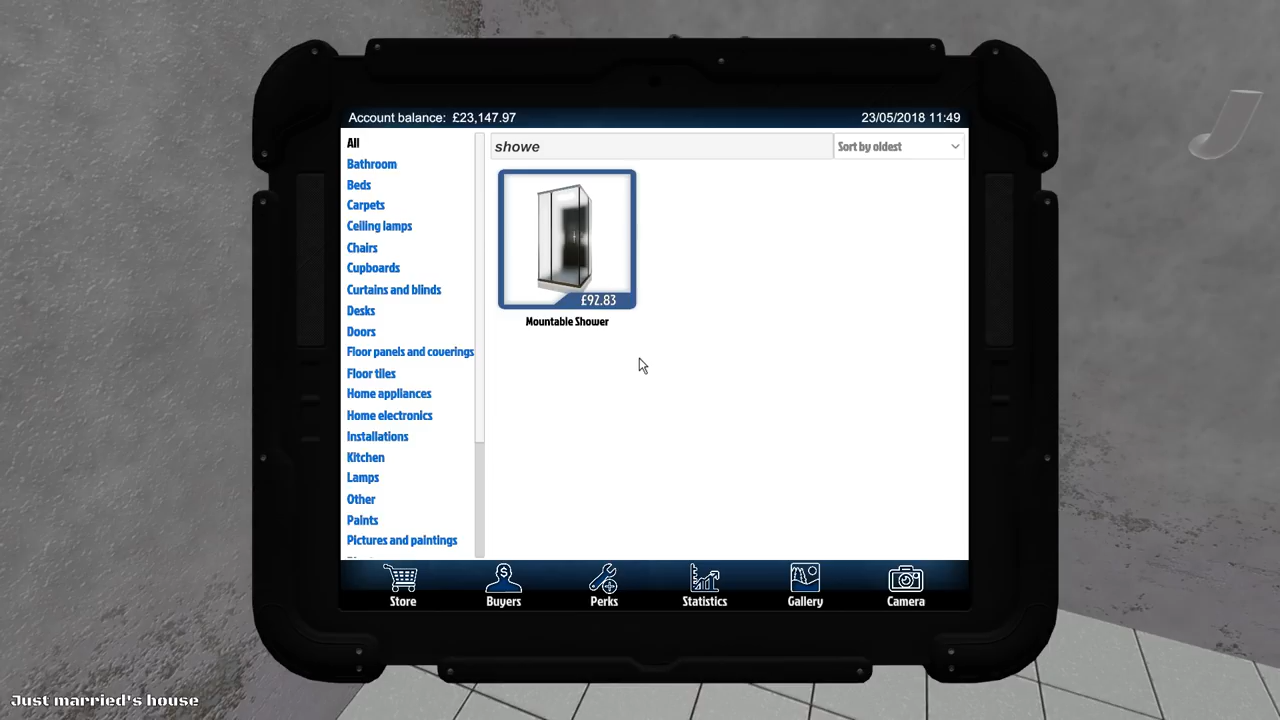 Account balance: £23,147.97
23/05/2018 11:49
All
Bathroom
Beds
Carpets
Ceiling lamps
Chairs
Cupboards
Curtains and blinds
Desks
Doors
Floor panels and coverings
Floor tiles
Home appliances
Home electronics
Installations
Kitchen
Lamps
Other
Paints
Pictures and paintings
showe
Sort by oldest
£92.83
Mountable Shower
Store
Buyers
Perks
Statistics
Gallery
Camera
Just married's house